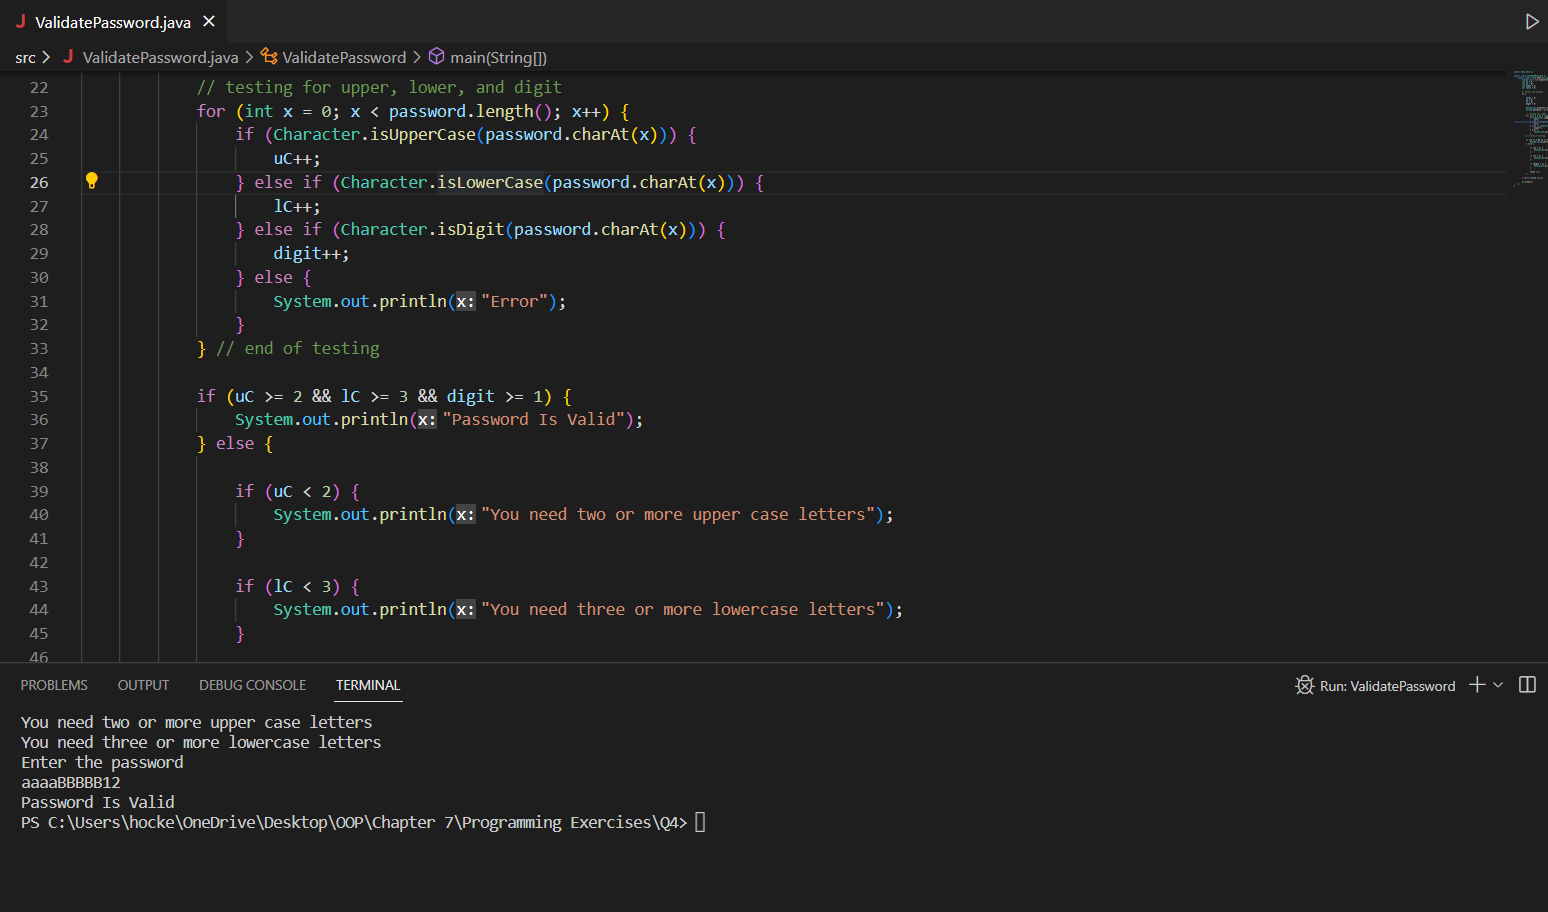 J ValidatePassword.java ×
src > J ValidatePassword.java > ValidatePassword > main(String[])
22 // testing for upper, lower, and digit
23 for (int x = 0; x < password.length(); x++) {
24 if (Character.isUpperCase(password.charAt(x))) {
25 uC++;
26 } else if (Character.isLowerCase(password.charAt(x))) {
27 lC++;
28 } else if (Character.isDigit(password.charAt(x))) {
29 digit++;
30 } else {
31 System.out.println(x: "Error");
32 }
33 } // end of testing
34
35 if (uC >= 2 && lC >= 3 && digit >= 1) {
36 System.out.println(x: "Password Is Valid");
37 } else {
38
39 if (uC < 2) {
40 System.out.println(x: "You need two or more upper case letters");
41 }
42
43 if (lC < 3) {
44 System.out.println(x: "You need three or more lowercase letters");
45 }
46
PROBLEMS OUTPUT DEBUG CONSOLE TERMINAL Run: ValidatePassword
You need two or more upper case letters
You need three or more lowercase letters
Enter the password
aaaaBBBBB12
Password Is Valid
PS C:\Users\hocke\OneDrive\Desktop\OOP\Chapter 7\Programming Exercises\Q4>